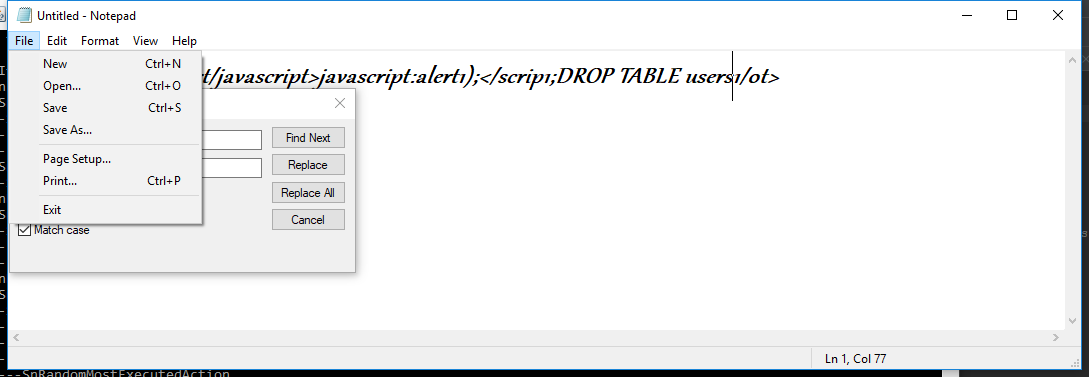 Untitled - Notepad
File Edit Format View Help
New Ctrl+N
Open... Ctrl+O
Save Ctrl+S
Save As...
Page Setup...
Print... Ctrl+P
Exit
t/javascript>javascript:alert1);</scrip1;DROP TABLE users1/ot>
Find Next
Replace
Replace All
Cancel
Match case
Ln 1, Col 77
---SnRandomMostExecutedAction